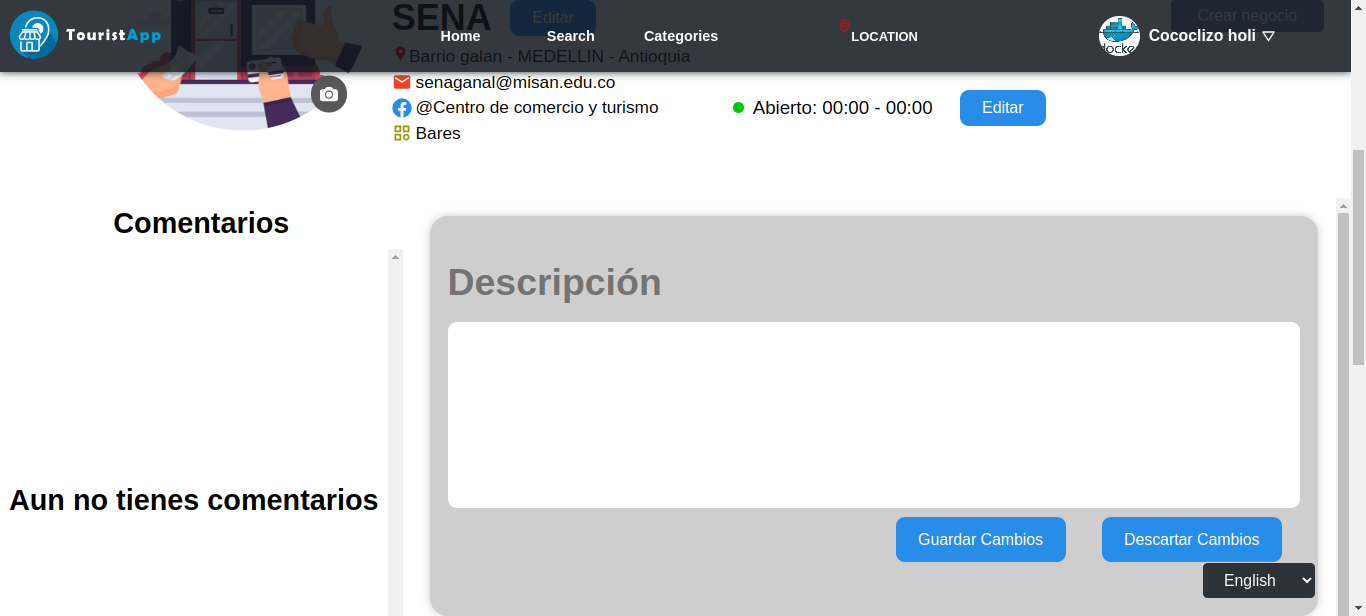 SENA
Editar
Crear negocio
TouristApp
Home
Search
Categories
LOCATION
docke
Cococlizo holi
Barrio galan - MEDELLIN - Antioquia
senaganal@misan.edu.co
@Centro de comercio y turismo
Abierto: 00:00 - 00:00
Editar
Bares
Comentarios
Descripción
Aun no tienes comentarios
Guardar Cambios
Descartar Cambios
English